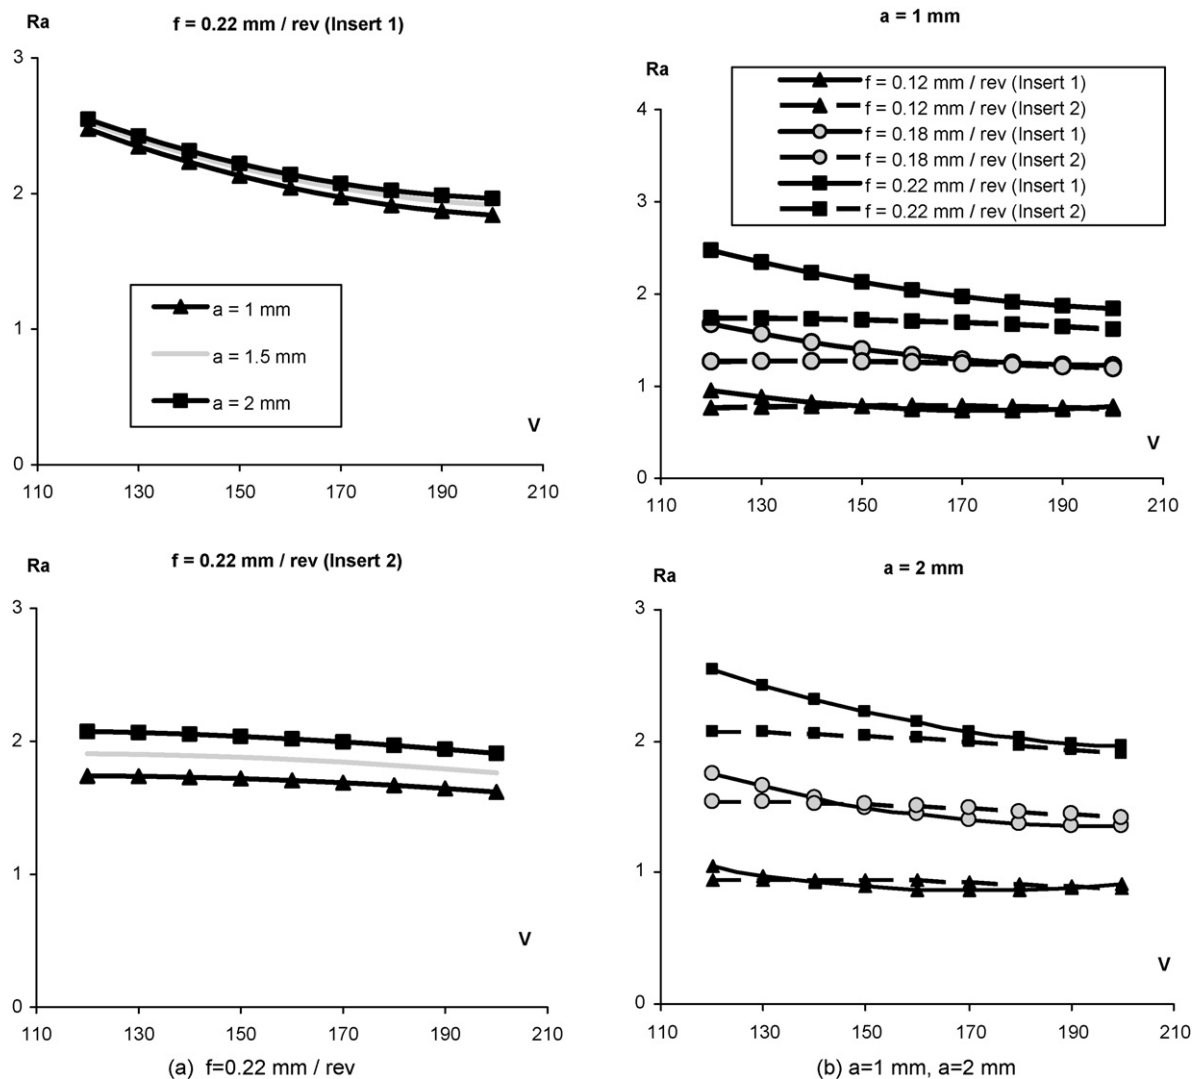 f = 0.22 mm / rev (Insert 1)
Ra
3
2
1
0
a = 1 mm
a = 1.5 mm
a = 2 mm
V
110 130 150 170 190 210
a = 1 mm
Ra
f = 0.12 mm / rev (Insert 1)
f = 0.12 mm / rev (Insert 2)
f = 0.18 mm / rev (Insert 1)
f = 0.18 mm / rev (Insert 2)
f = 0.22 mm / rev (Insert 1)
f = 0.22 mm / rev (Insert 2)
4
3
2
1
0
V
110 130 150 170 190 210
f = 0.22 mm / rev (Insert 2)
Ra
3
2
1
0
V
110 130 150 170 190 210
(a) f=0.22 mm / rev
a = 2 mm
Ra
3
2
1
0
V
110 130 150 170 190 210
(b) a=1 mm, a=2 mm